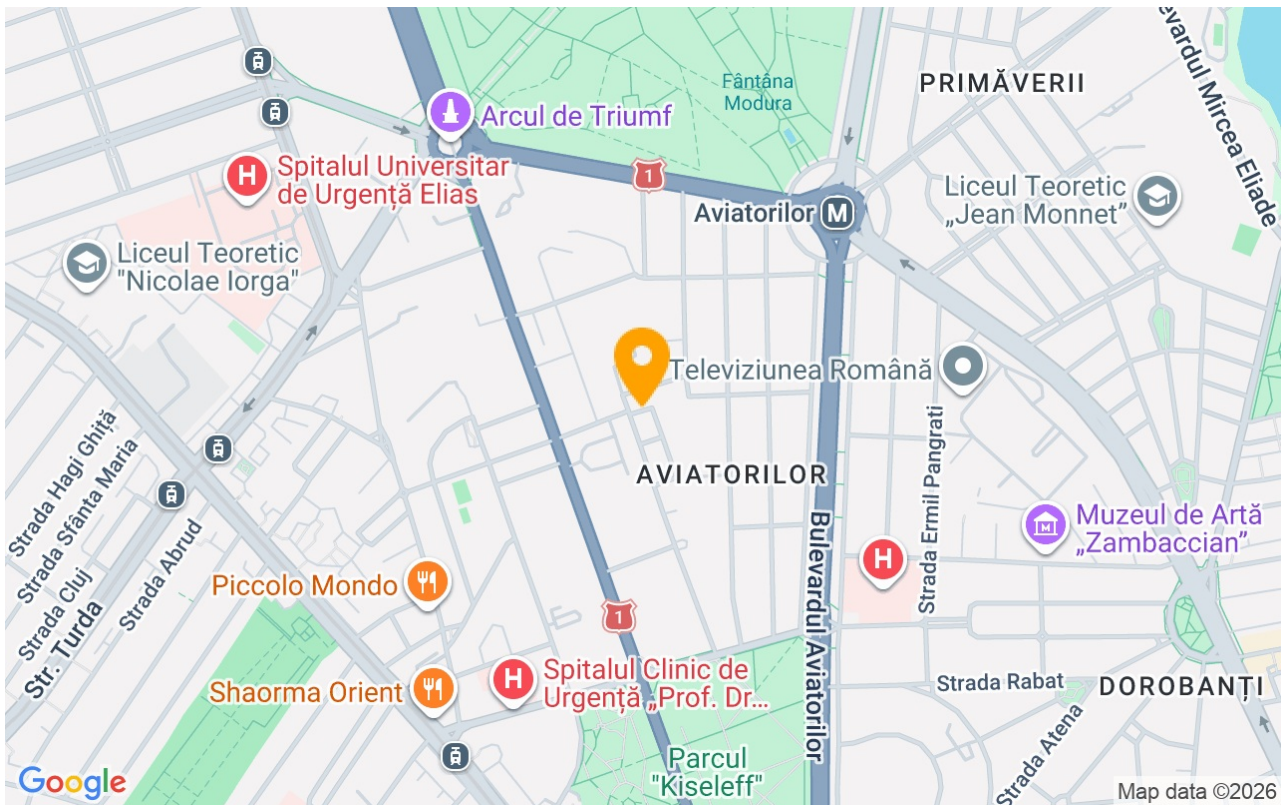 evardul Mircea Eliade
PRIMĂVERII
Fântâna
Modura
Arcul de Triumf
1
Spitalul Universitar
de Urgență Elias
H
Liceul Teoretic
„Jean Monnet”
Aviatorilor M
Liceul Teoretic
"Nicolae Iorga"
Televiziunea Română
Strada Ermil Pangrati
AVIATORILOR
Bulevardul Aviatorilor
Muzeul de Artă
„Zambaccian”
H
Strada Hagi Ghiță
Strada Sfânta Maria
Strada Cluj
Str. Turda
Strada Abrud
Piccolo Mondo
1
Shaorma Orient
H
Spitalul Clinic de
Urgență „Prof. Dr...
Strada Rabat
DOROBANȚI
Strada Atena
Parcul
"Kiseleff"
Google
Map data ©2026